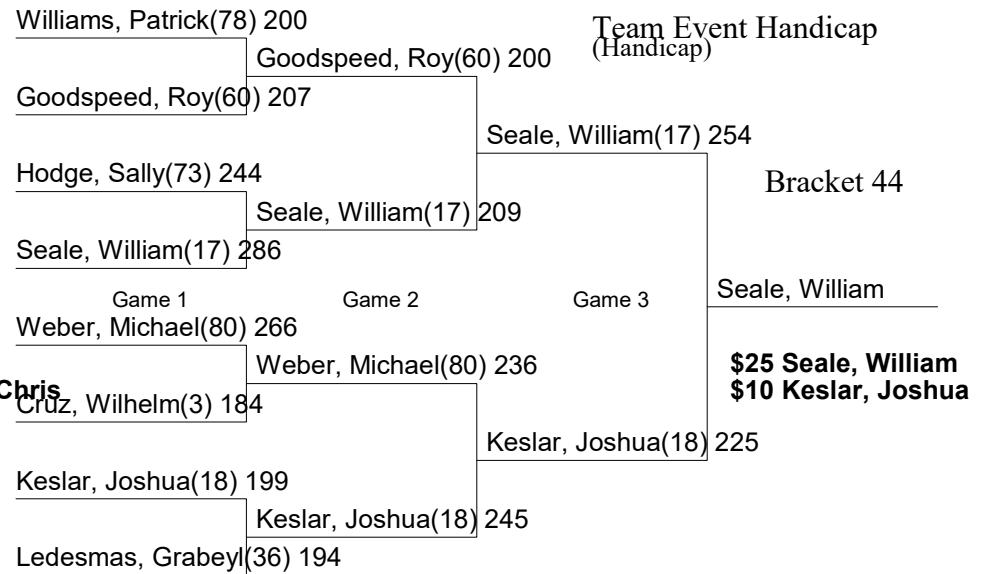 Williams, Patrick(78) 200
Team Event Handicap
(Handicap)
Goodspeed, Roy(60) 200
Goodspeed, Roy(60) 207
Seale, William(17) 254
Hodge, Sally(73) 244
Bracket 44
Seale, William(17) 209
Seale, William(17) 286
Game 1
Game 2
Game 3
Seale, William
Weber, Michael(80) 266
Weber, Michael(80) 236
$25 Seale, William
Chris
$10 Keslar, Joshua
Cruz, Wilhelm(3) 184
Keslar, Joshua(18) 225
Keslar, Joshua(18) 199
Keslar, Joshua(18) 245
Ledesmas, Grabeyl(36) 194